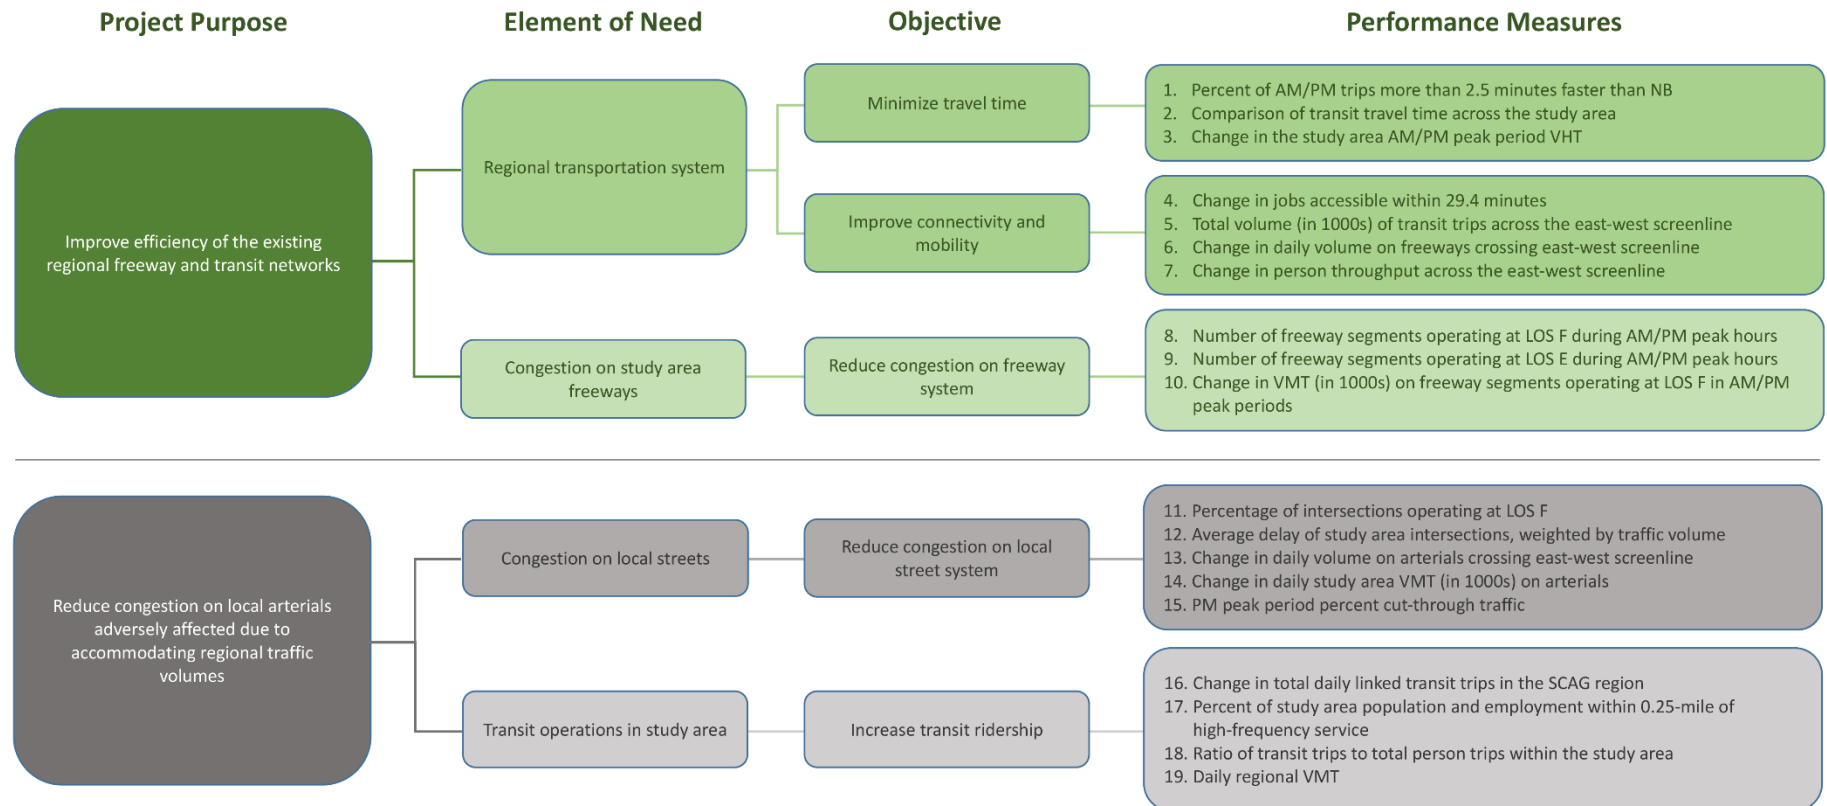 Project Purpose
Element of Need
Objective
Performance Measures
Improve efficiency of the existing
regional freeway and transit networks
Regional transportation system
Minimize travel time
1. Percent of AM/PM trips more than 2.5 minutes faster than NB
2. Comparison of transit travel time across the study area
3. Change in the study area AM/PM peak period VHT
Improve connectivity and
mobility
4. Change in jobs accessible within 29.4 minutes
5. Total volume (in 1000s) of transit trips across the east-west screenline
6. Change in daily volume on freeways crossing east-west screenline
7. Change in person throughput across the east-west screenline
Congestion on study area
freeways
Reduce congestion on freeway
system
8. Number of freeway segments operating at LOS F during AM/PM peak hours
9. Number of freeway segments operating at LOS E during AM/PM peak hours
10. Change in VMT (in 1000s) on freeway segments operating at LOS F in AM/PM
peak periods
Reduce congestion on local arterials
adversely affected due to
accommodating regional traffic
volumes
Congestion on local streets
Reduce congestion on local
street system
11. Percentage of intersections operating at LOS F
12. Average delay of study area intersections, weighted by traffic volume
13. Change in daily volume on arterials crossing east-west screenline
14. Change in daily study area VMT (in 1000s) on arterials
15. PM peak period percent cut-through traffic
Transit operations in study area
Increase transit ridership
16. Change in total daily linked transit trips in the SCAG region
17. Percent of study area population and employment within 0.25-mile of
high-frequency service
18. Ratio of transit trips to total person trips within the study area
19. Daily regional VMT